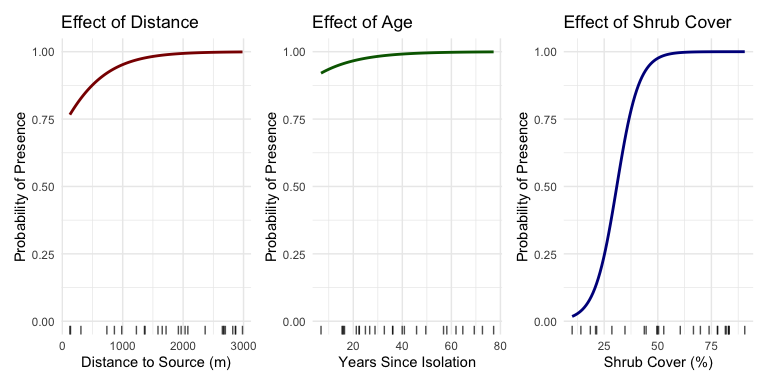 Effect of Distance
Probability of Presence
1.00
0.75
0.50
0.25
0.00
0 1000 2000 3000
Distance to Source (m)
Effect of Age
Probability of Presence
1.00
0.75
0.50
0.25
0.00
20 40 60 80
Years Since Isolation
Effect of Shrub Cover
Probability of Presence
1.00
0.75
0.50
0.25
0.00
25 50 75
Shrub Cover (%)